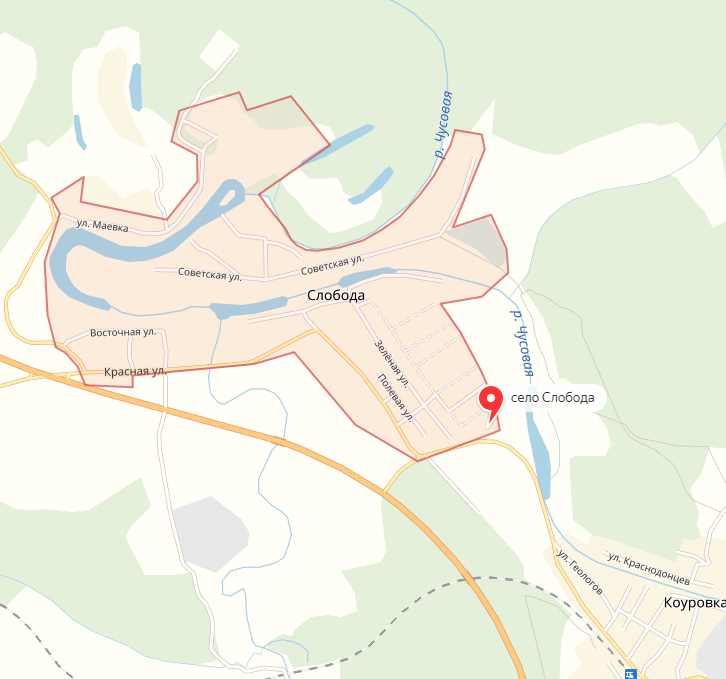 р. Чусовая
ул. Маевка
Советская ул.
Советская ул.
Слобода
р. Чусовая
Восточная ул.
Зелёная ул.
Красная ул.
Полевая ул.
село Слобода
ул. Геологов
ул. Краснодонцев
Коуровка